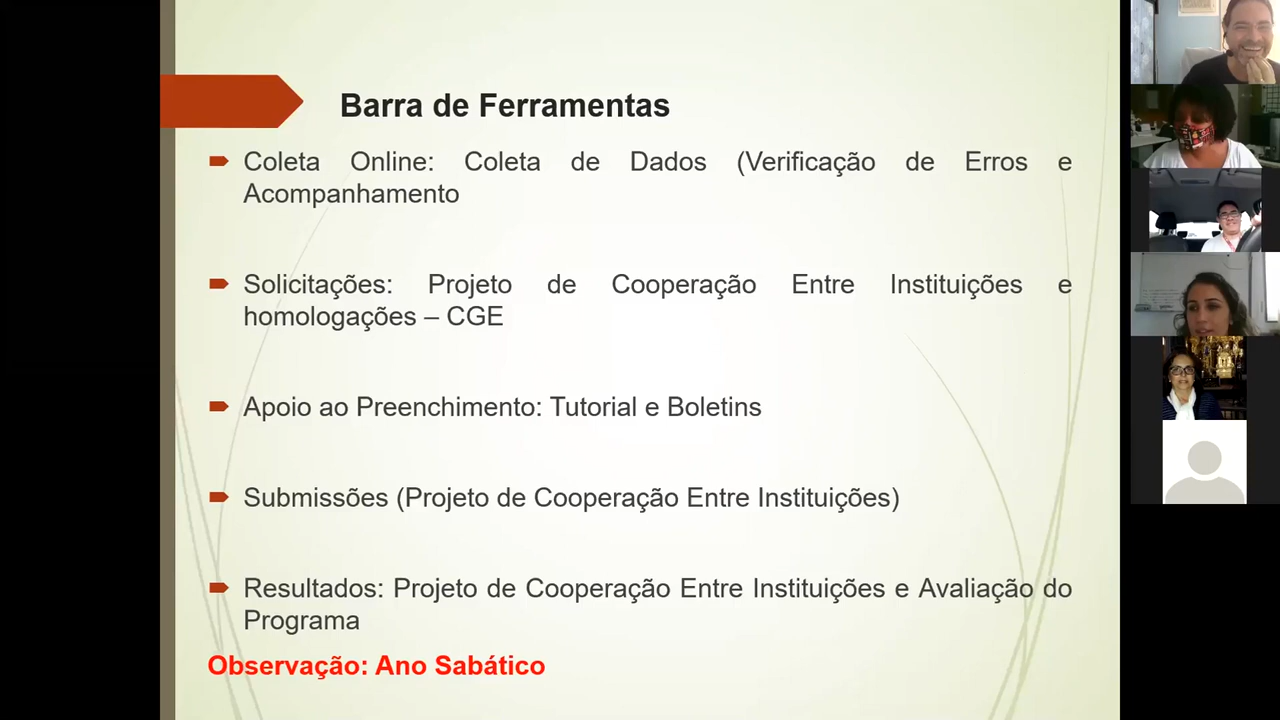 Barra de Ferramentas
Coleta Online: Coleta de Dados (Verificação de Erros e
Acompanhamento
Solicitações: Projeto de Cooperação Entre Instituições e
homologações – CGE
Apoio ao Preenchimento: Tutorial e Boletins
Submissões (Projeto de Cooperação Entre Instituições)
Resultados: Projeto de Cooperação Entre Instituições e Avaliação do
Programa
Observação: Ano Sabático